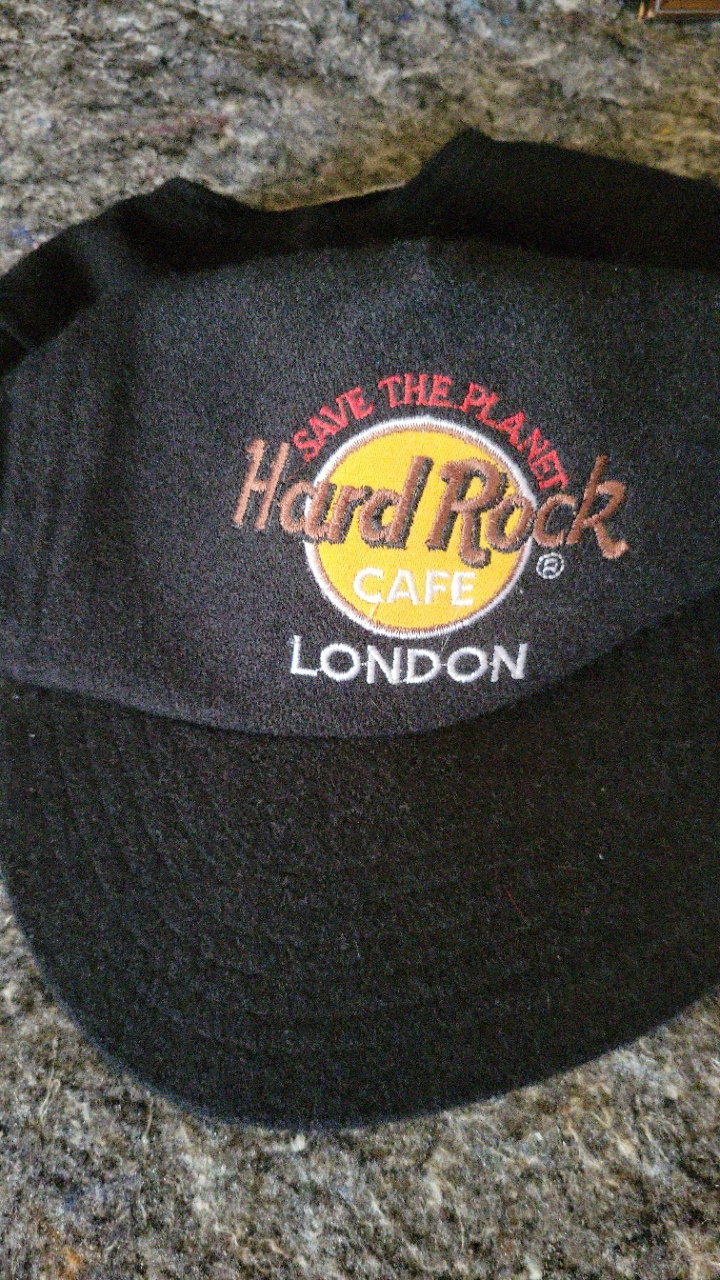 SAVE THE PLANET
Hard Rock
®
CAFE
LONDON